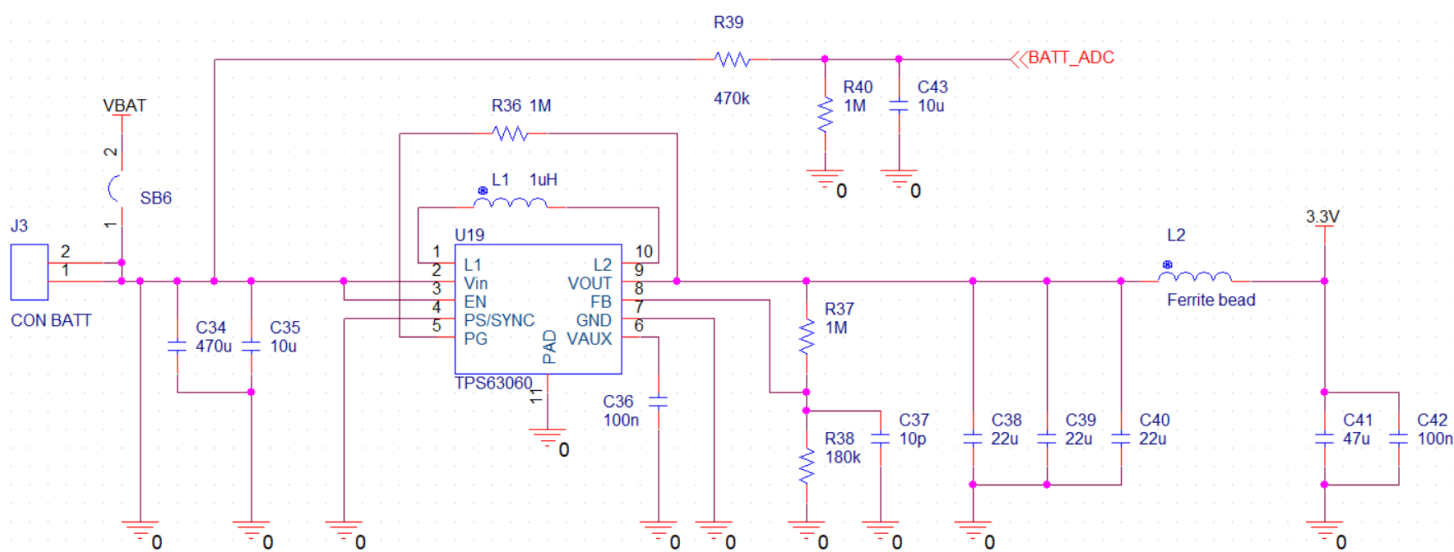 R39
470k
BATT_ADC
R40
1M
C43
10u
0
0
VBAT
2
SB6
1
R36 1M
L1 1uH
J3
2
1
CON BATT
U19
1 L1
2 Vin
3 EN
4 PS/SYNC
5 PG
L2 10
VOUT 9
FB 8
GND 7
VAUX 6
PAD
11
TPS63060
0
C34
470u
C35
10u
C36
100n
R37
1M
R38
180k
C37
10p
C38
22u
C39
22u
C40
22u
L2
Ferrite bead
3.3V
C41
47u
C42
100n
0
0
0
0
0
0
0
0
0